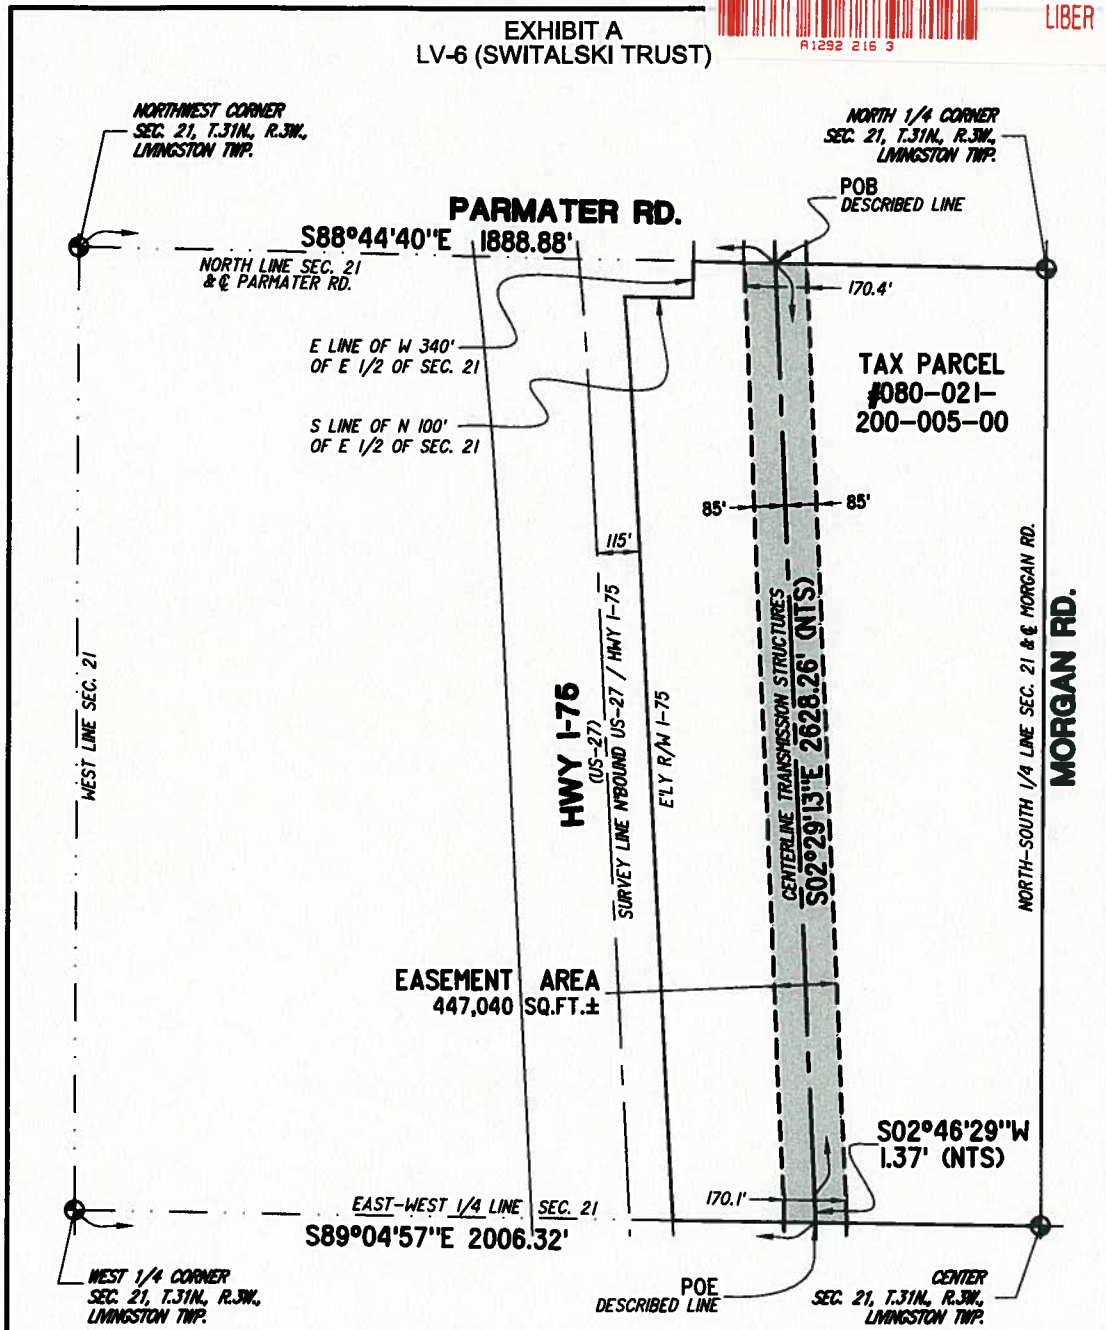 EXHIBIT A
LV-6 (SWITALSKI TRUST)
A1292 216 3
LIBER
NORTHWEST CORNER
SEC. 21, T.31N., R.3W.,
LIVINGSTON TWP.
NORTH 1/4 CORNER
SEC. 21, T.31N., R.3W.,
LIVINGSTON TWP.
POB
DESCRIBED LINE
PARMATER RD.
S88°44'40"E 1888.88'
NORTH LINE SEC. 21
& ℄ PARMATER RD.
170.4'
E LINE OF W 340'
OF E 1/2 OF SEC. 21
S LINE OF N 100'
OF E 1/2 OF SEC. 21
TAX PARCEL
#080-021-
200-005-00
85'
85'
115'
WEST LINE SEC. 21
HWY I-75
(US-27)
SURVEY LINE N'BOUND US-27 / HWY I-75
E'LY R/W I-75
CENTERLINE TRANSMISSION STRUCTURES
S02°29'13"E 2628.26' (NTS)
NORTH-SOUTH 1/4 LINE SEC. 21 & ℄ MORGAN RD.
MORGAN RD.
EASEMENT AREA
447,040 SQ.FT.±
S02°46'29"W
1.37' (NTS)
170.1'
EAST-WEST 1/4 LINE SEC. 21
S89°04'57"E 2006.32'
WEST 1/4 CORNER
SEC. 21, T.31N., R.3W.,
LIVINGSTON TWP.
POE
DESCRIBED LINE
CENTER
SEC. 21, T.31N., R.3W.,
LIVINGSTON TWP.